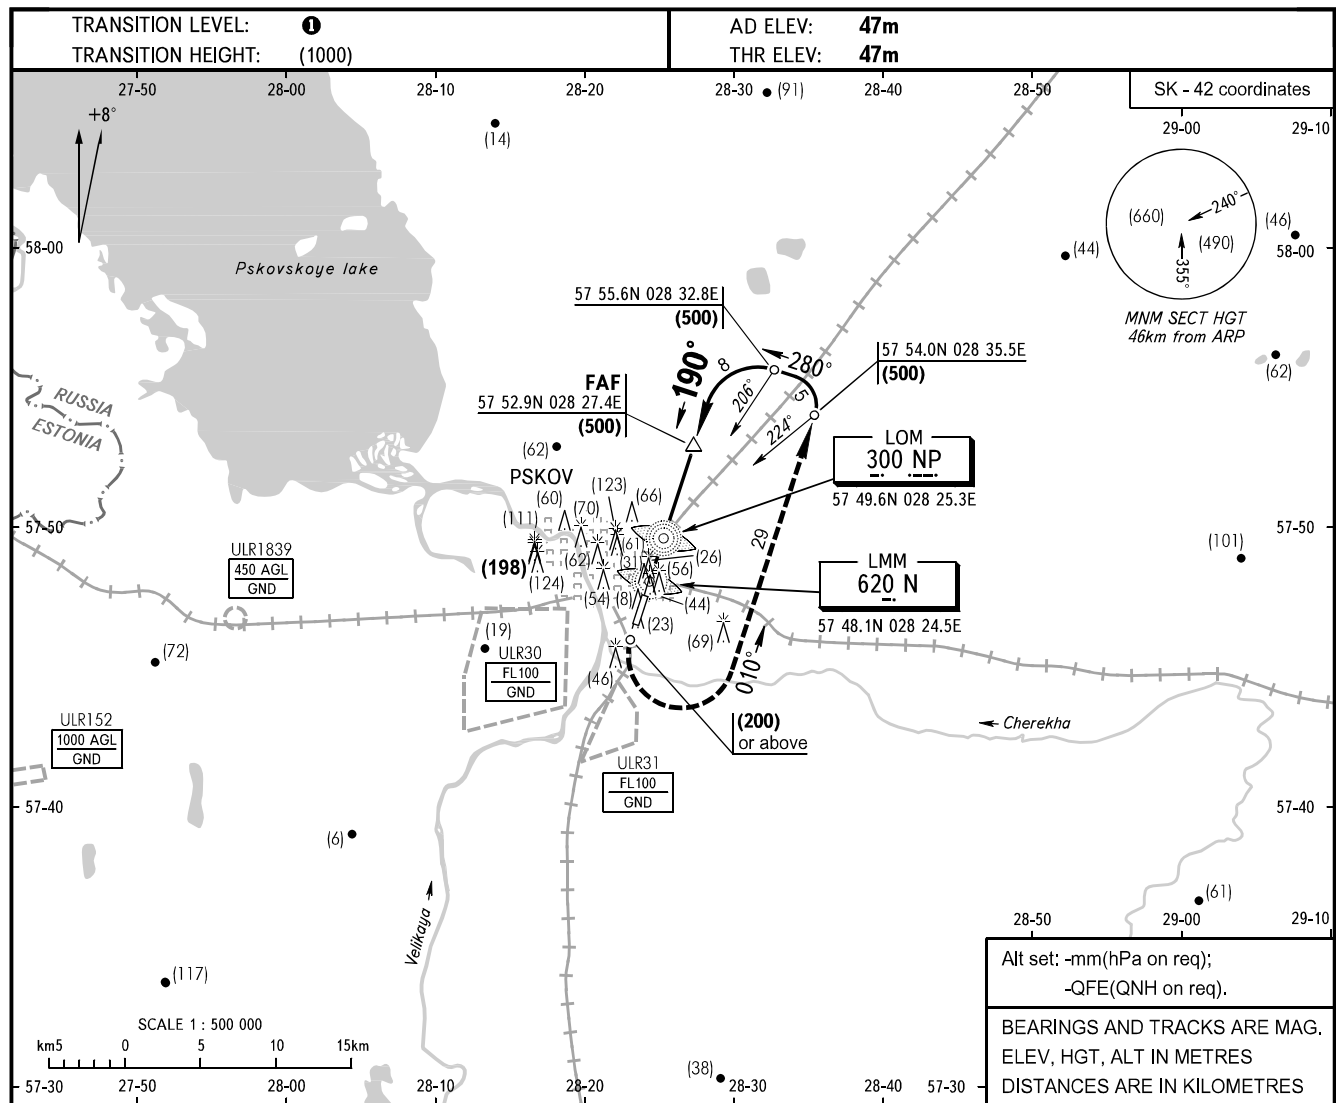 TRANSITION LEVEL: ❶
TRANSITION HEIGHT: (1000)
AD ELEV: 47m
THR ELEV: 47m
27-50 28-00 28-10 28-20 28-30 28-40 28-50
SK - 42 coordinates
29-00 29-10
+8°
(91)
(14)
240°
(660)
(490)
355°
(46)
(44)
58-00
58-00
MNM SECT HGT
46km from ARP
Pskovskoye lake
57 55.6N 028 32.8E
(500)
57 54.0N 028 35.5E
(500)
(62)
190°
8
280°
5
206°
224°
FAF
57 52.9N 028 27.4E
(500)
RUSSIA
ESTONIA
(62)
PSKOV
LOM
300 NP
57 49.6N 028 25.3E
(60)
(70)
(123)
(66)
(111)
(61)
(26)
(62)
(31)
(56)
(198)
(124)
(54)
(8)
(44)
(23)
(69)
(46)
29
010°
57-50
57-50
(101)
LMM
620 N
57 48.1N 028 24.5E
ULR1839
450 AGL
GND
(72)
(19)
ULR30
FL100
GND
ULR152
1000 AGL
GND
(200)
or above
Cherekha
ULR31
FL100
GND
57-40
57-40
(6)
Velikaya
(61)
28-50 29-00 29-10
(117)
SCALE 1 : 500 000
km5 0 5 10 15km
(38)
57-30 27-50 28-00 28-10 28-20 28-30 28-40 57-30
Alt set: -mm(hPa on req);
-QFE(QNH on req).
BEARINGS AND TRACKS ARE MAG.
ELEV, HGT, ALT IN METRES
DISTANCES ARE IN KILOMETRES